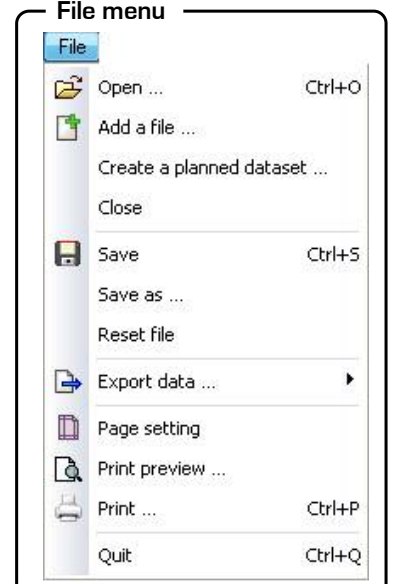 File menu
File
Open ... Ctrl+O
Add a file ...
Create a planned dataset ...
Close
Save Ctrl+S
Save as ...
Reset file
Export data ...
Page setting
Print preview ...
Print ... Ctrl+P
Quit Ctrl+Q